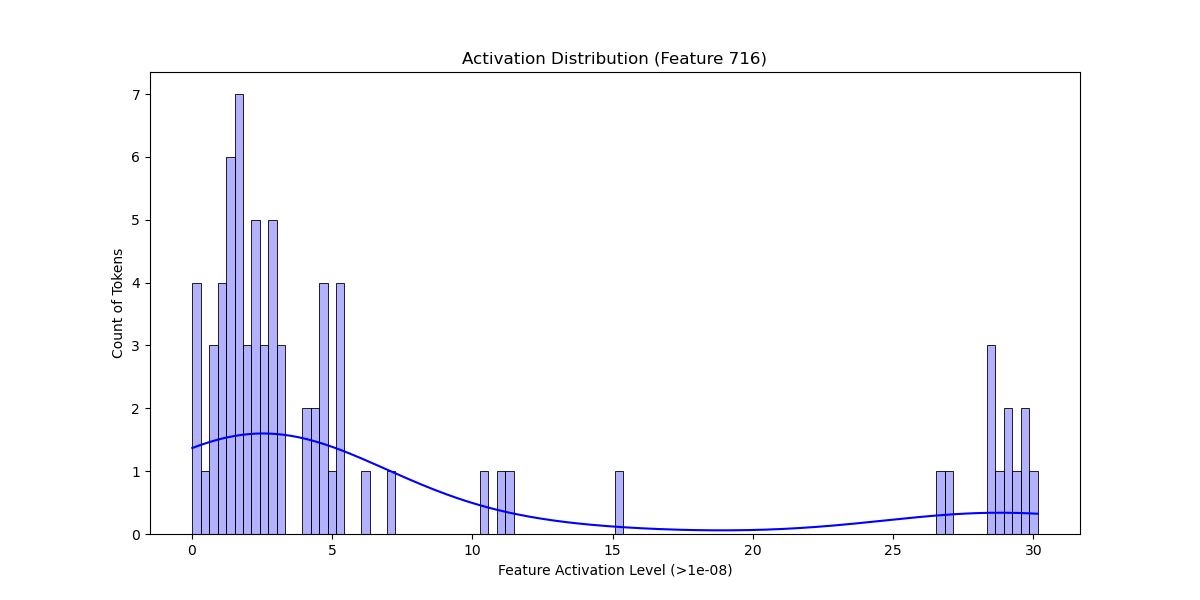 Activation Distribution (Feature 716)
Count of Tokens
7
6
5
4
3
2
1
0
0 5 10 15 20 25 30
Feature Activation Level (>1e-08)